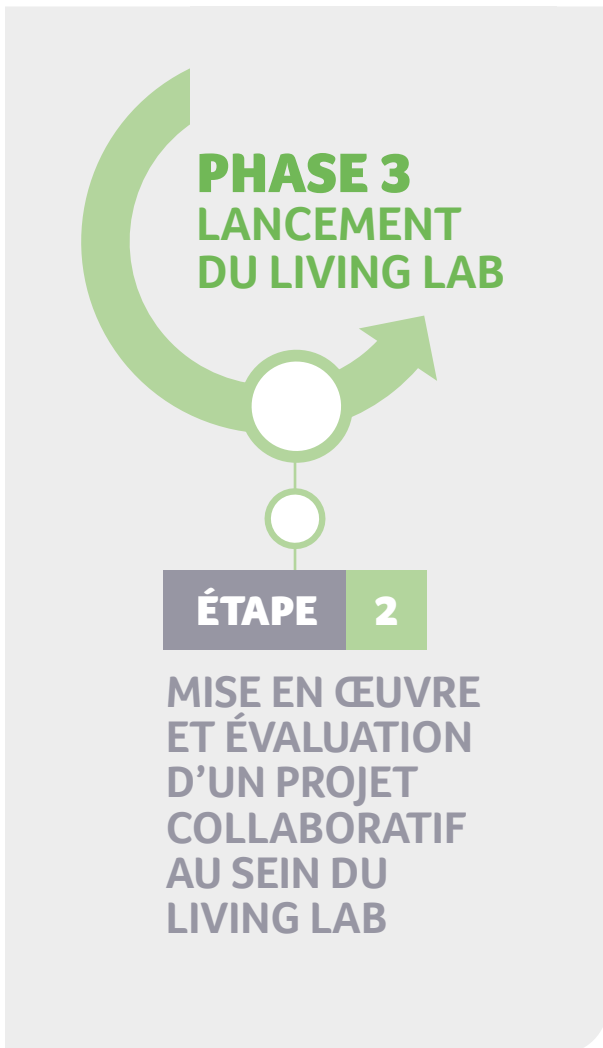 PHASE 3
LANCEMENT
DU LIVING LAB
ÉTAPE 2
MISE EN ŒUVRE
ET ÉVALUATION
D’UN PROJET
COLLABORATIF
AU SEIN DU
LIVING LAB